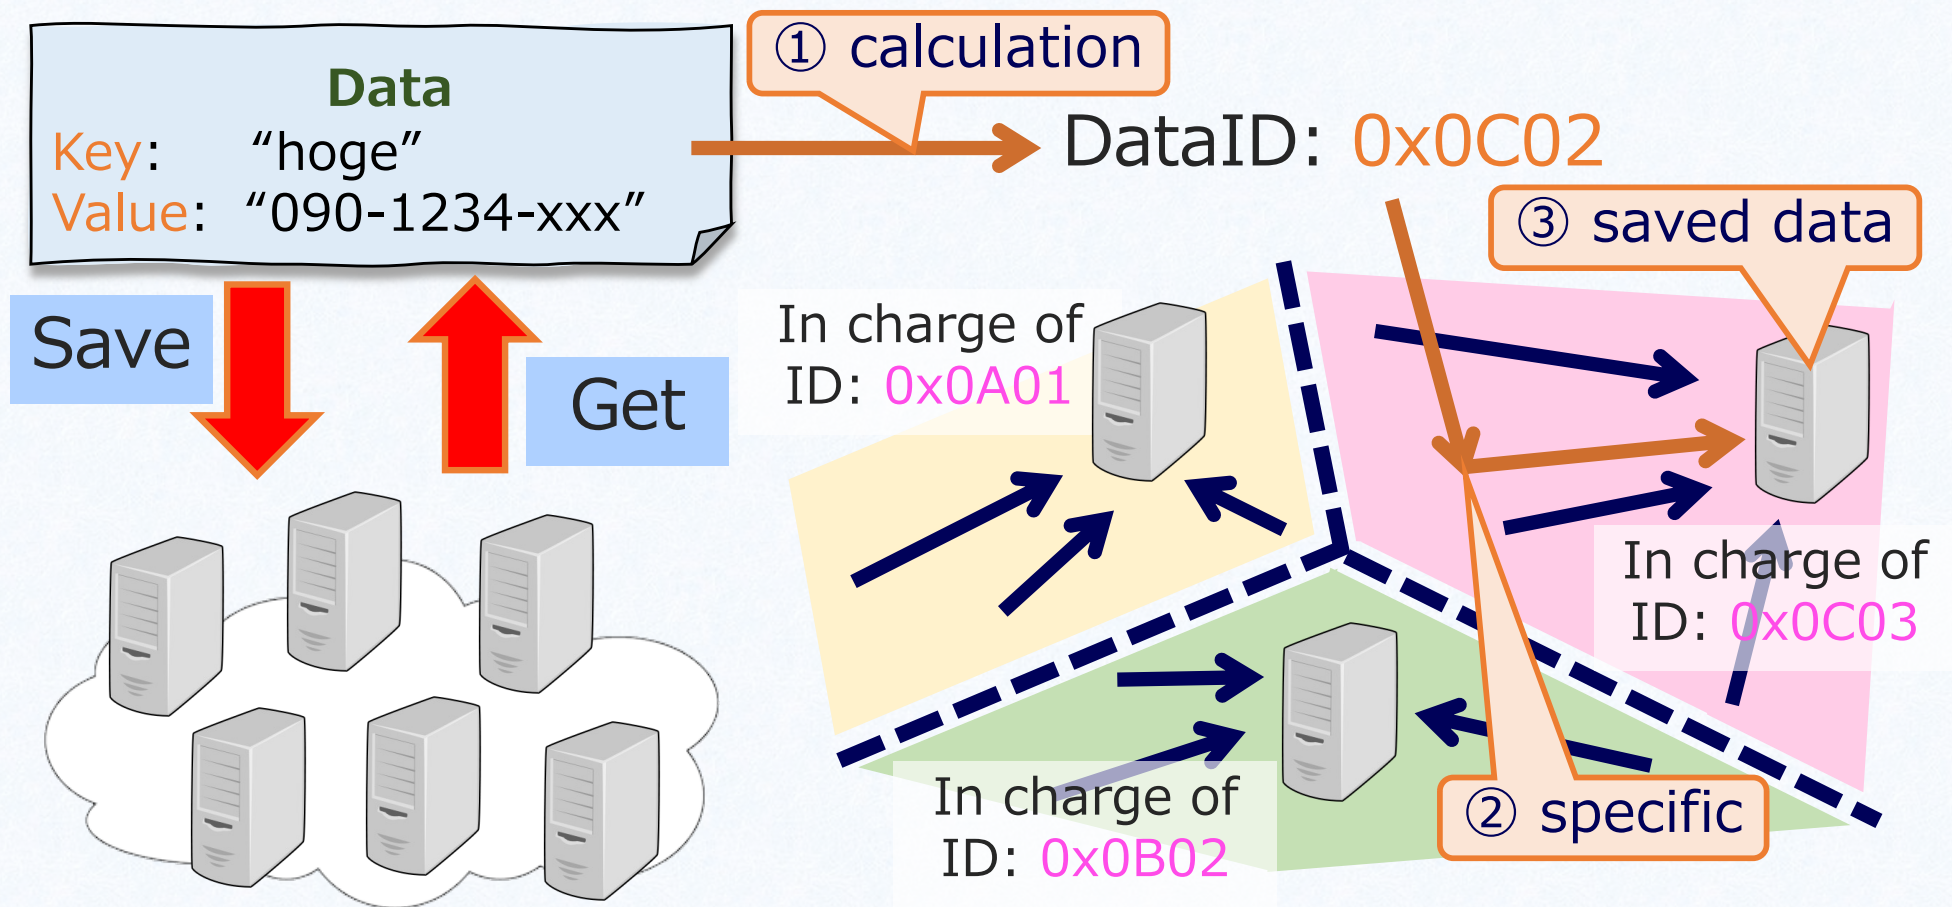 Data
Key: “hoge”
Value: “090-1234-xxx”
① calculation
DataID: 0x0C02
③ saved data
Save
Get
In charge of
ID: 0x0A01
In charge of
ID: 0x0C03
In charge of
ID: 0x0B02
② specific